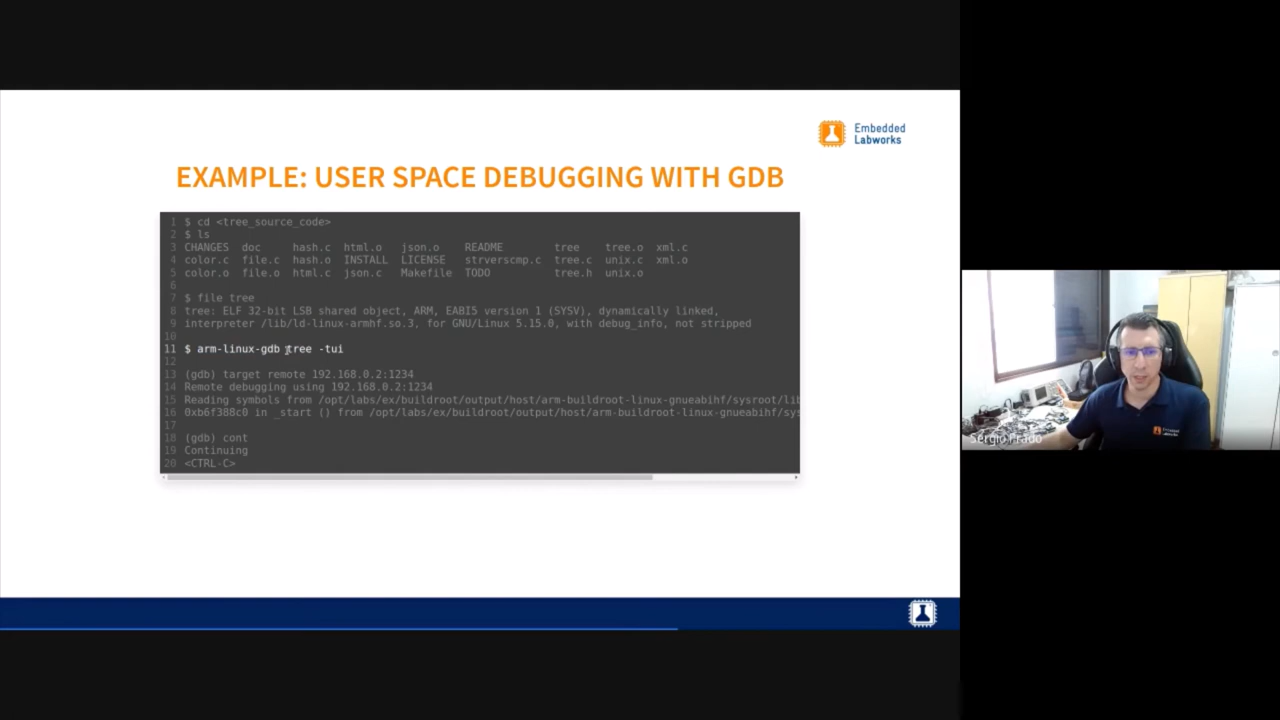 Embedded
Labworks
EXAMPLE: USER SPACE DEBUGGING WITH GDB
1 $ cd <tree_source_code>
2 $ ls
3 CHANGES doc hash.c html.o json.o README tree tree.o xml.c
4 color.c file.c hash.o INSTALL LICENSE strverscmp.c tree.c unix.c xml.o
5 color.o file.o html.c json.c Makefile TODO tree.h unix.o
6
7 $ file tree
8 tree: ELF 32-bit LSB shared object, ARM, EABI5 version 1 (SYSV), dynamically linked,
9 interpreter /lib/ld-linux-armhf.so.3, for GNU/Linux 5.15.0, with debug_info, not stripped
10
11 $ arm-linux-gdb tree -tui
12
13 (gdb) target remote 192.168.0.2:1234
14 Remote debugging using 192.168.0.2:1234
15 Reading symbols from /opt/labs/ex/buildroot/output/host/arm-buildroot-linux-gnueabihf/sysroot/lib
16 0xb6f388c0 in _start () from /opt/labs/ex/buildroot/output/host/arm-buildroot-linux-gnueabihf/sys
17
18 (gdb) cont
19 Continuing
20 <CTRL-C>
Sergio Prado